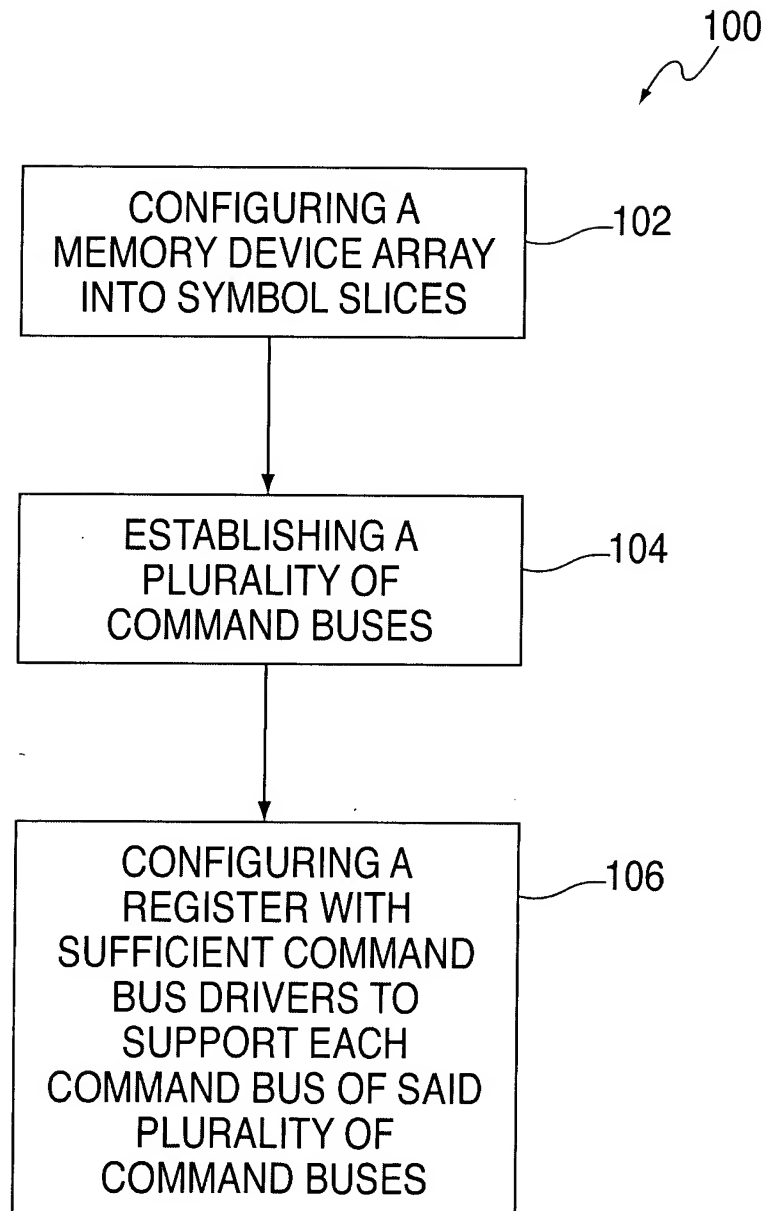 100
CONFIGURING A
MEMORY DEVICE ARRAY
INTO SYMBOL SLICES
102
ESTABLISHING A
PLURALITY OF
COMMAND BUSES
104
CONFIGURING A
REGISTER WITH
SUFFICIENT COMMAND
BUS DRIVERS TO
SUPPORT EACH
COMMAND BUS OF SAID
PLURALITY OF
COMMAND BUSES
106